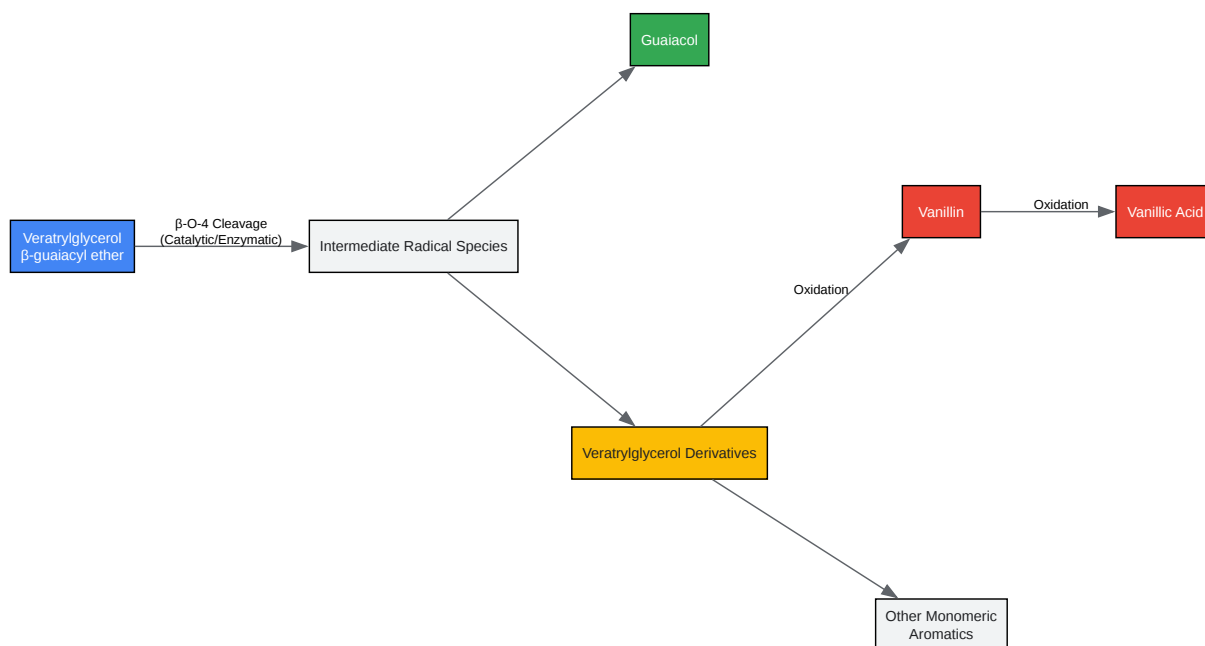 Guaiacol
Veratrylglycerol
β-guaiacyl ether
β-O-4 Cleavage
(Catalytic/Enzymatic)
Intermediate Radical Species
Vanillin
Oxidation
Vanillic Acid
Oxidation
Veratrylglycerol Derivatives
Other Monomeric
Aromatics